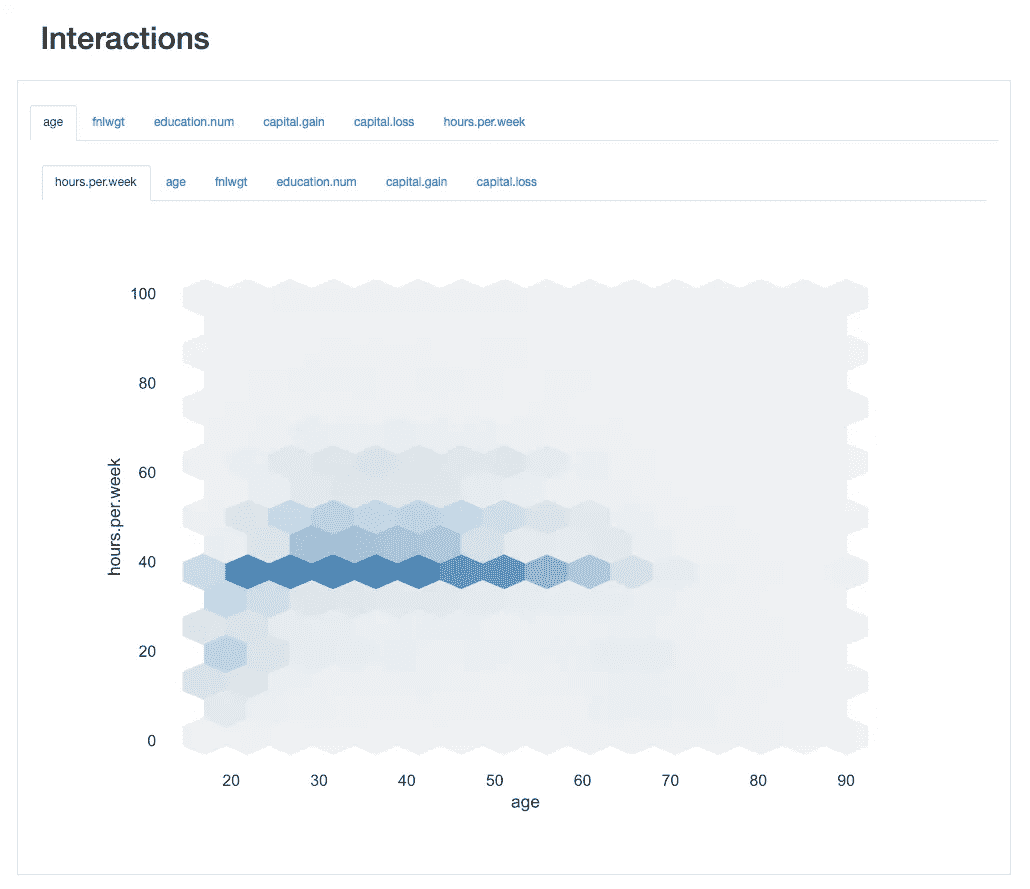 Interactions
age fnlwgt education.num capital.gain capital.loss hours.per.week
hours.per.week age fnlwgt education.num capital.gain capital.loss
100
80
60
40
20
0
hours.per.week
20 30 40 50 60 70 80 90
age